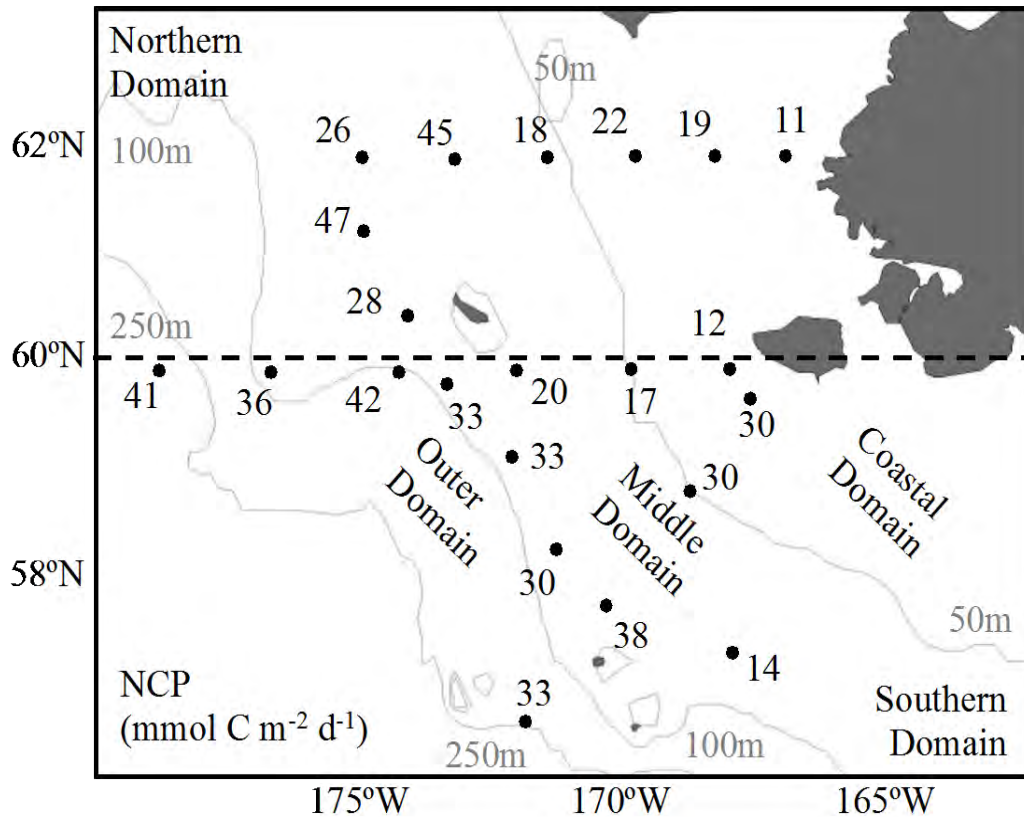 Northern
Domain
50m
62ºN
100m
26
45
18
22
19
11
47
28
250m
12
60ºN
41
36
42
33
20
17
30
Outer
Domain
33
Middle
Domain
30
Coastal
Domain
58ºN
30
38
14
50m
NCP
(mmol C m-2 d-1)
33
250m
100m
Southern
Domain
175ºW
170ºW
165ºW